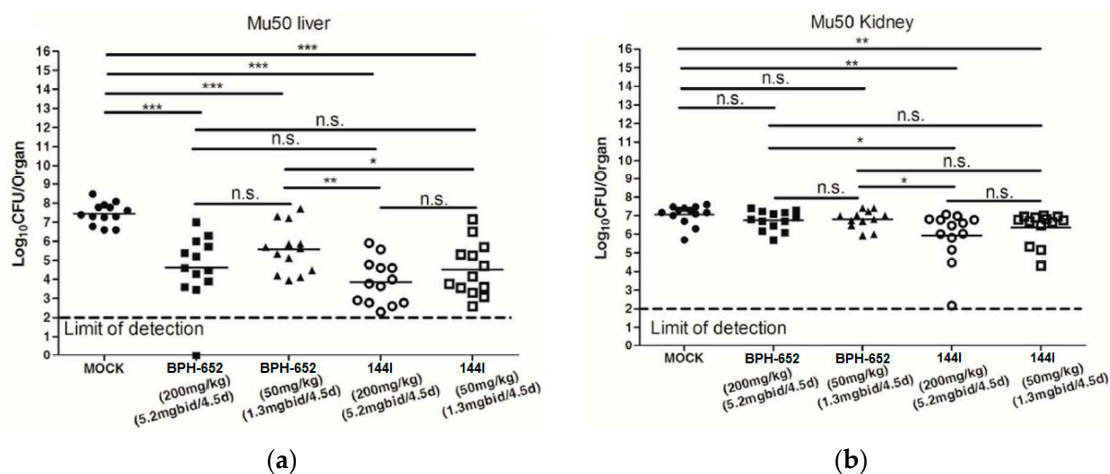 Mu50 liver
Log10CFU/Organ
16
15
14
13
12
11
10
9
8
7
6
5
4
3
2
1
0
***
***
***
***
n.s.
n.s.
*
n.s.
**
n.s.
Limit of detection
MOCK
BPH-652
(200mg/kg)
(5.2mgbid/4.5d)
BPH-652
(50mg/kg)
(1.3mgbid/4.5d)
144I
(200mg/kg)
(5.2mgbid/4.5d)
144I
(50mg/kg)
(1.3mgbid/4.5d)
(a)
Mu50 Kidney
Log10CFU/Organ
16
15
14
13
12
11
10
9
8
7
6
5
4
3
2
1
0
**
**
n.s.
n.s.
n.s.
*
n.s.
n.s.
*
n.s.
Limit of detection
MOCK
BPH-652
(200mg/kg)
(5.2mgbid/4.5d)
BPH-652
(50mg/kg)
(1.3mgbid/4.5d)
144I
(200mg/kg)
(5.2mgbid/4.5d)
144I
(50mg/kg)
(1.3mgbid/4.5d)
(b)